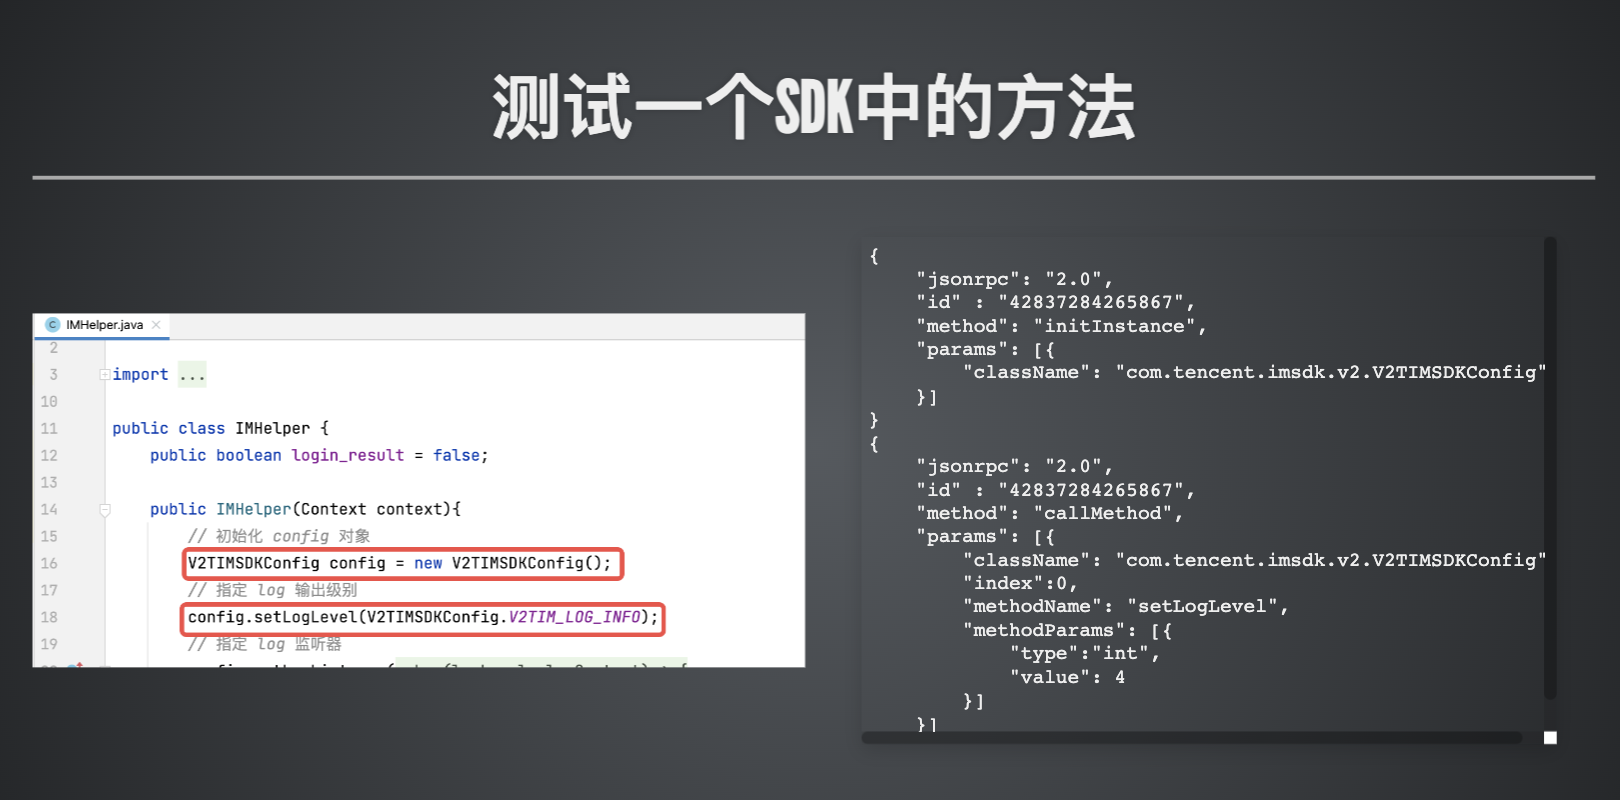 测试一个SDK中的方法
IMHelper.java
2
3 import ...
10
11 public class IMHelper {
12 public boolean login_result = false;
13
14 public IMHelper(Context context){
15 // 初始化 config 对象
16 V2TIMSDKConfig config = new V2TIMSDKConfig();
17 // 指定 log 输出级别
18 config.setLogLevel(V2TIMSDKConfig.V2TIM_LOG_INFO);
19 // 指定 log 监听器
{
"jsonrpc": "2.0",
"id" : "42837284265867",
"method": "initInstance",
"params": [{
"className": "com.tencent.imsdk.v2.V2TIMSDKConfig"
}]
}
{
"jsonrpc": "2.0",
"id" : "42837284265867",
"method": "callMethod",
"params": [{
"className": "com.tencent.imsdk.v2.V2TIMSDKConfig"
"index":0,
"methodName": "setLogLevel",
"methodParams": [{
"type":"int",
"value": 4
}]
}]